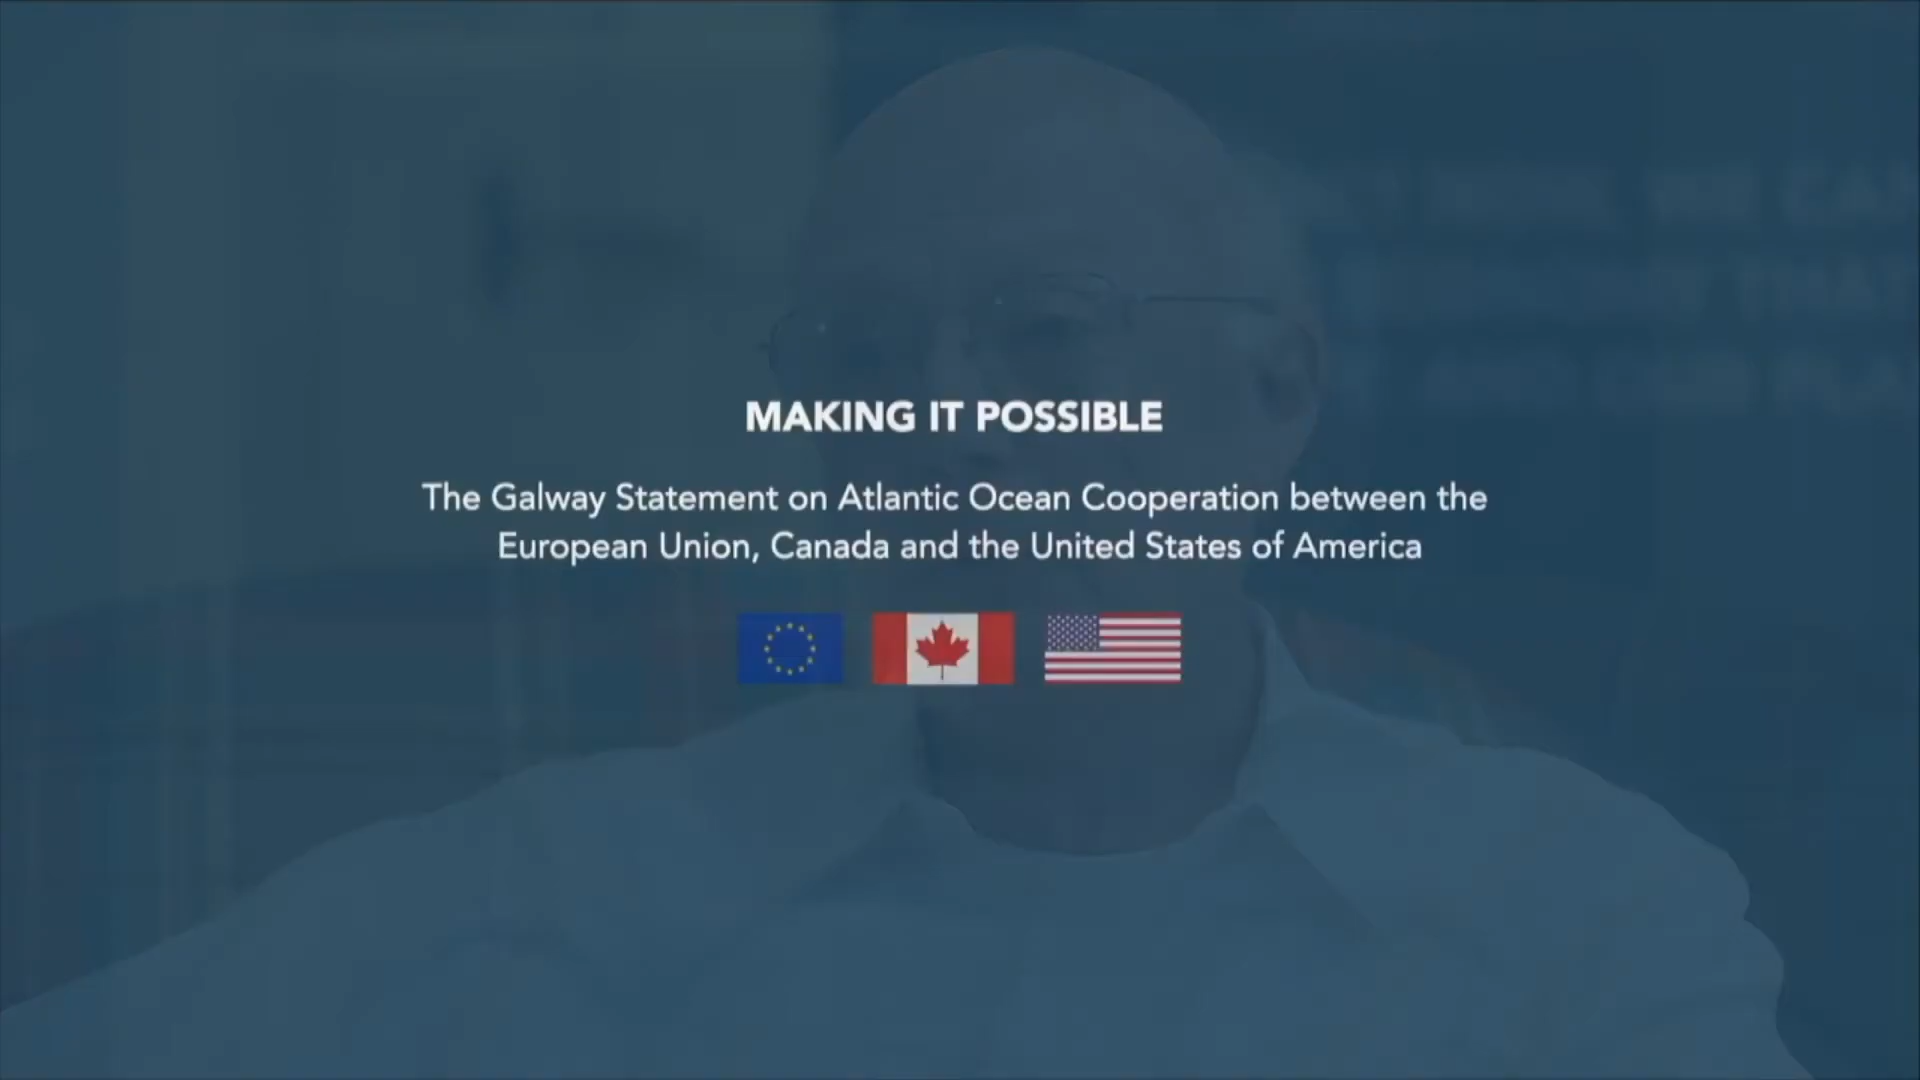 MAKING IT POSSIBLE
The Galway Statement on Atlantic Ocean Cooperation between the
European Union, Canada and the United States of America